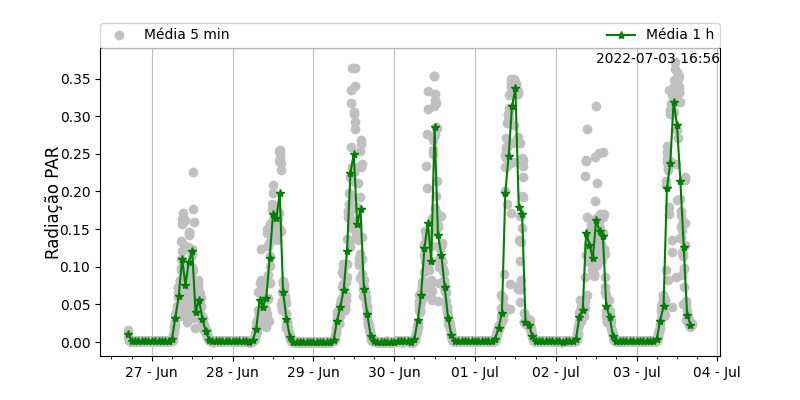 Média 5 min
Média 1 h
2022-07-03 16:56
Radiação PAR
0.35
0.30
0.25
0.20
0.15
0.10
0.05
0.00
27 - Jun
28 - Jun
29 - Jun
30 - Jun
01 - Jul
02 - Jul
03 - Jul
04 - Jul